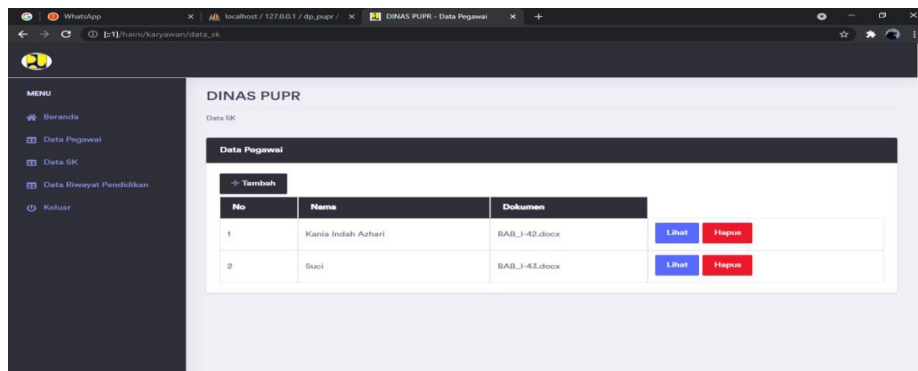 WhatsApp
localhost / 127.0.0.1 / dp_pupr /
DINAS PUPR - Data Pegawai
[::1]/haini/karyawan/data_sk
MENU
Beranda
Data Pegawai
Data SK
Data Riwayat Pendidikan
Keluar
DINAS PUPR
Data SK
Data Pegawai
+ Tambah
No Nama Dokumen
1 Kania Indah Azhari BAB_I-42.docx Lihat Hapus
2 Suci BAB_I-43.docx Lihat Hapus